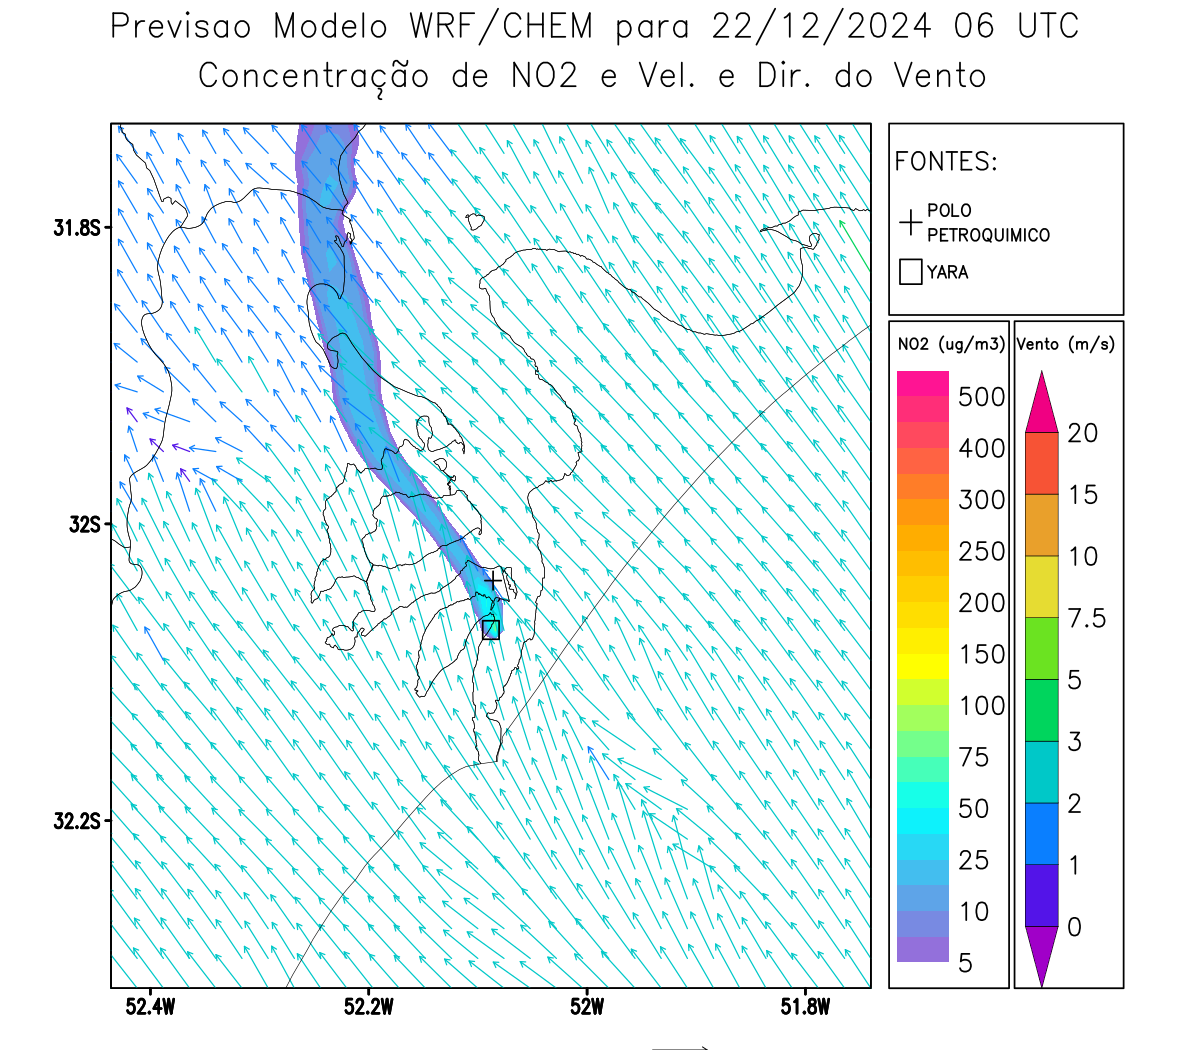 Previsao Modelo WRF/CHEM para 22/12/2024 06 UTC
Concentração de NO2 e Vel. e Dir. do Vento
FONTES:
POLO
PETROQUIMICO
YARA
NO2 (ug/m3)
500
400
300
250
200
150
100
75
50
25
10
5
Vento (m/s)
20
15
10
7.5
5
3
2
1
0
31.8S
32S
32.2S
52.4W
52.2W
52W
51.8W